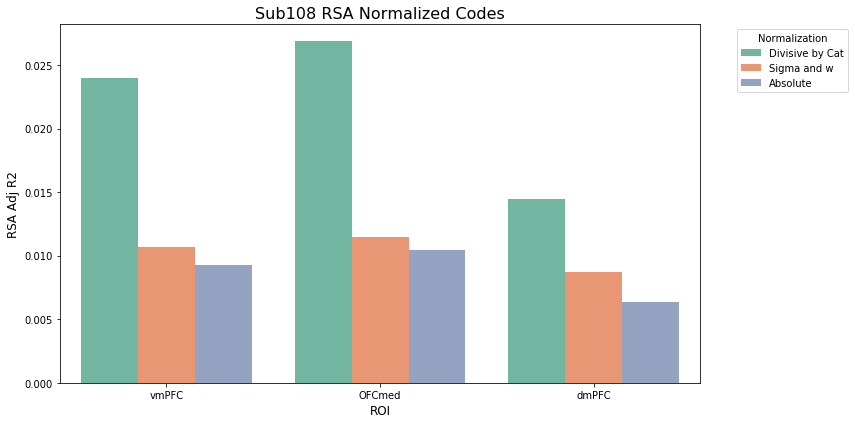 Sub108 RSA Normalized Codes
Normalization
Divisive by Cat
Sigma and w
Absolute
RSA Adj R2
0.025
0.020
0.015
0.010
0.005
0.000
vmPFC OFCmed dmPFC
ROI